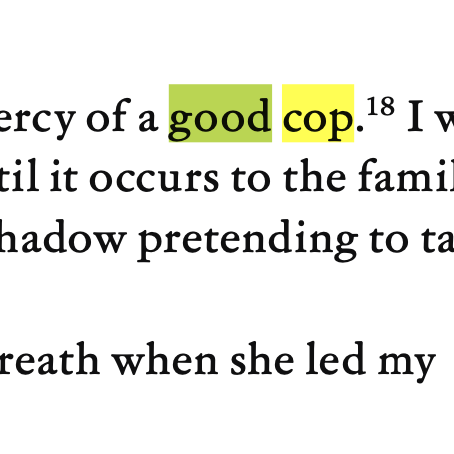 ercy of a good cop.¹⁸ I w
til it occurs to the famil
hadow pretending to ta
reath when she led my